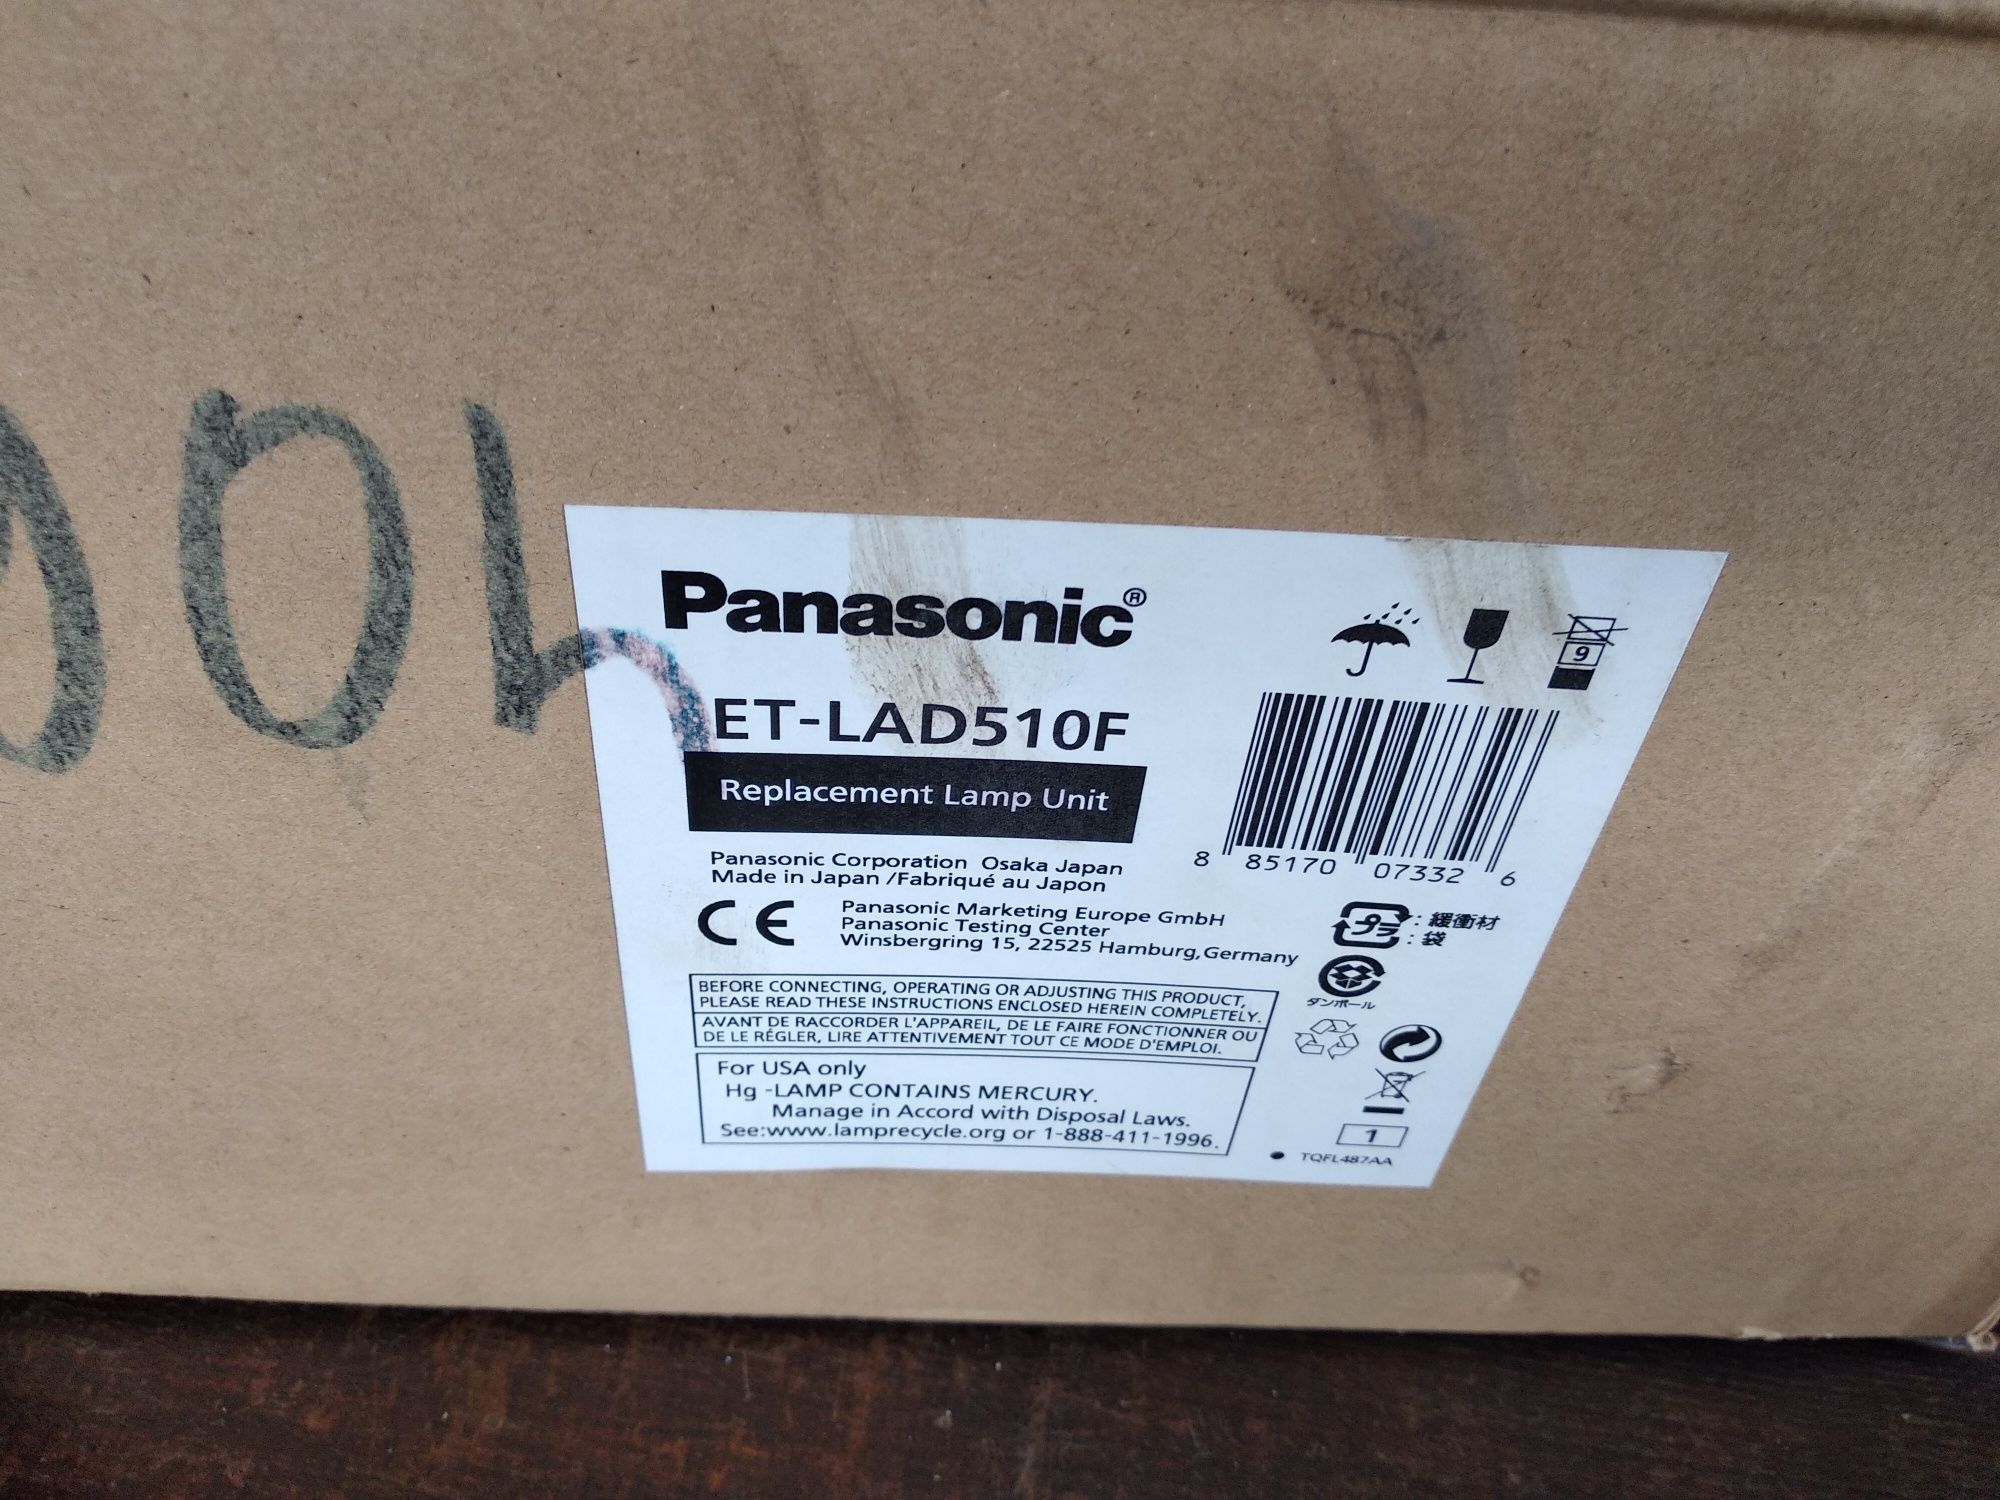 Panasonic®
ET-LAD510F
Replacement Lamp Unit
Panasonic Corporation Osaka Japan
Made in Japan /Fabriqué au Japon
CE
Panasonic Marketing Europe GmbH
Panasonic Testing Center
Winsbergring 15, 22525 Hamburg,Germany
BEFORE CONNECTING, OPERATING OR ADJUSTING THIS PRODUCT,
PLEASE READ THESE INSTRUCTIONS ENCLOSED HEREIN COMPLETELY.
AVANT DE RACCORDER L'APPAREIL, DE LE FAIRE FONCTIONNER OU
DE LE RÉGLER, LIRE ATTENTIVEMENT TOUT CE MODE D'EMPLOI.
For USA only
Hg -LAMP CONTAINS MERCURY.
Manage in Accord with Disposal Laws.
See:www.lamprecycle.org or 1-888-411-1996.
9
8 85170 07332 6
プラ : 緩衝材
: 袋
ダンボール
1
TQFL487AA